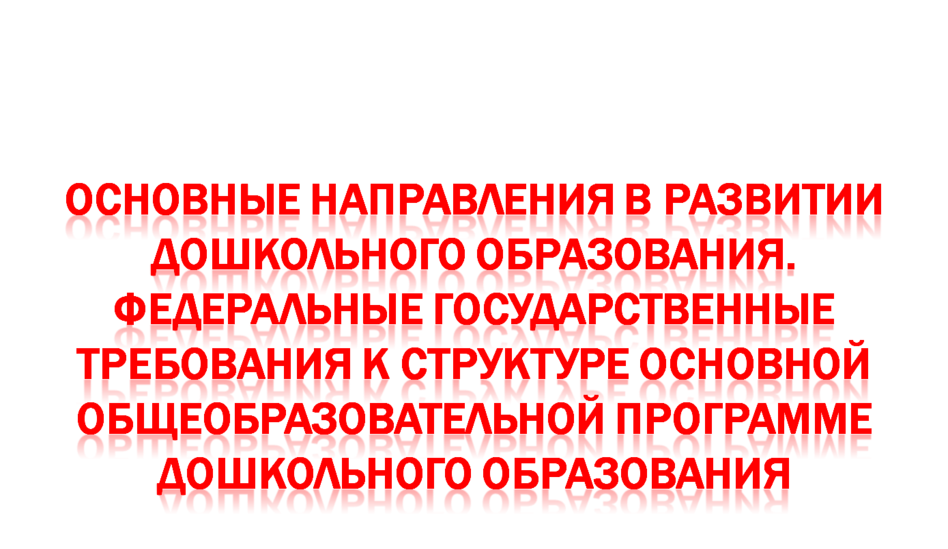 ОСНОВНЫЕ НАПРАВЛЕНИЯ В РАЗВИТИИ
ДОШКОЛЬНОГО ОБРАЗОВАНИЯ.
ФЕДЕРАЛЬНЫЕ ГОСУДАРСТВЕННЫЕ
ТРЕБОВАНИЯ К СТРУКТУРЕ ОСНОВНОЙ
ОБЩЕОБРАЗОВАТЕЛЬНОЙ ПРОГРАММЕ
ДОШКОЛЬНОГО ОБРАЗОВАНИЯ